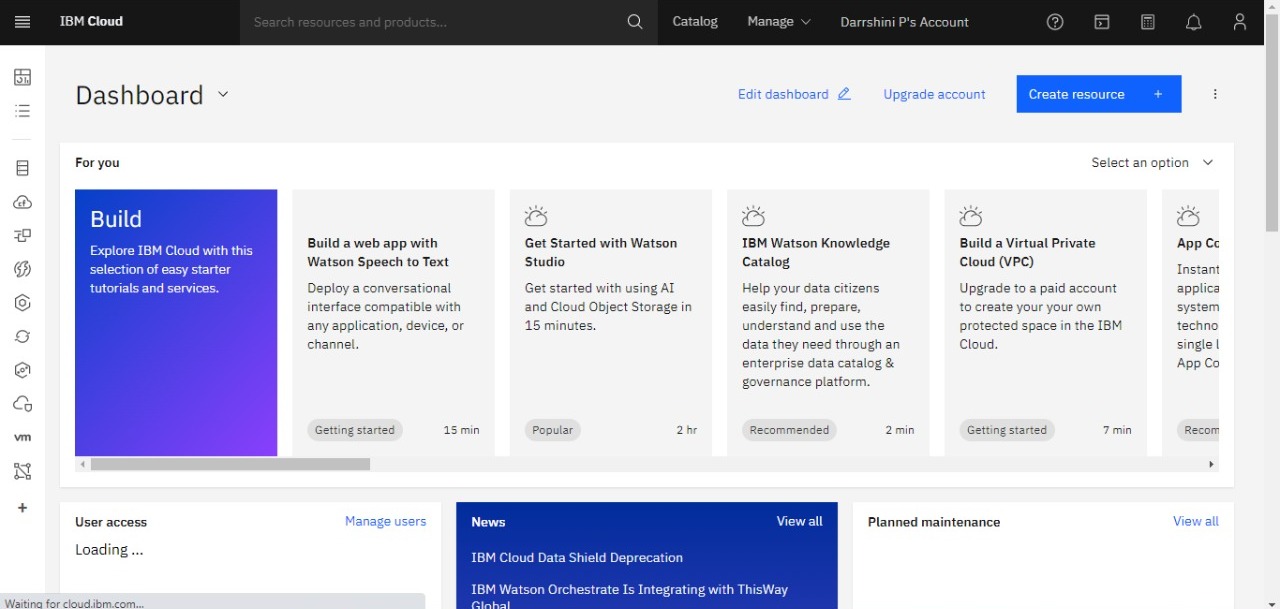 IBM Cloud
Search resources and products...
Catalog
Manage
Darrshini P's Account
Dashboard
Edit dashboard
Upgrade account
Create resource +
For you
Select an option
Build
Explore IBM Cloud with this
selection of easy starter
tutorials and services.
Build a web app with
Watson Speech to Text
Deploy a conversational
interface compatible with
any application, device, or
channel.
Getting started
15 min
Get Started with Watson
Studio
Get started with using AI
and Cloud Object Storage in
15 minutes.
Popular
2 hr
IBM Watson Knowledge
Catalog
Help your data citizens
easily find, prepare,
understand and use the
data they need through an
enterprise data catalog &
governance platform.
Recommended
2 min
Build a Virtual Private
Cloud (VPC)
Upgrade to a paid account
to create your your own
protected space in the IBM
Cloud.
Getting started
7 min
App Co
Instant
applica
system
techno
single l
App Co
Recom
vm
User access
Manage users
Loading ...
News
View all
IBM Cloud Data Shield Deprecation
IBM Watson Orchestrate Is Integrating with ThisWay
Global
Planned maintenance
View all
Waiting for cloud.ibm.com...